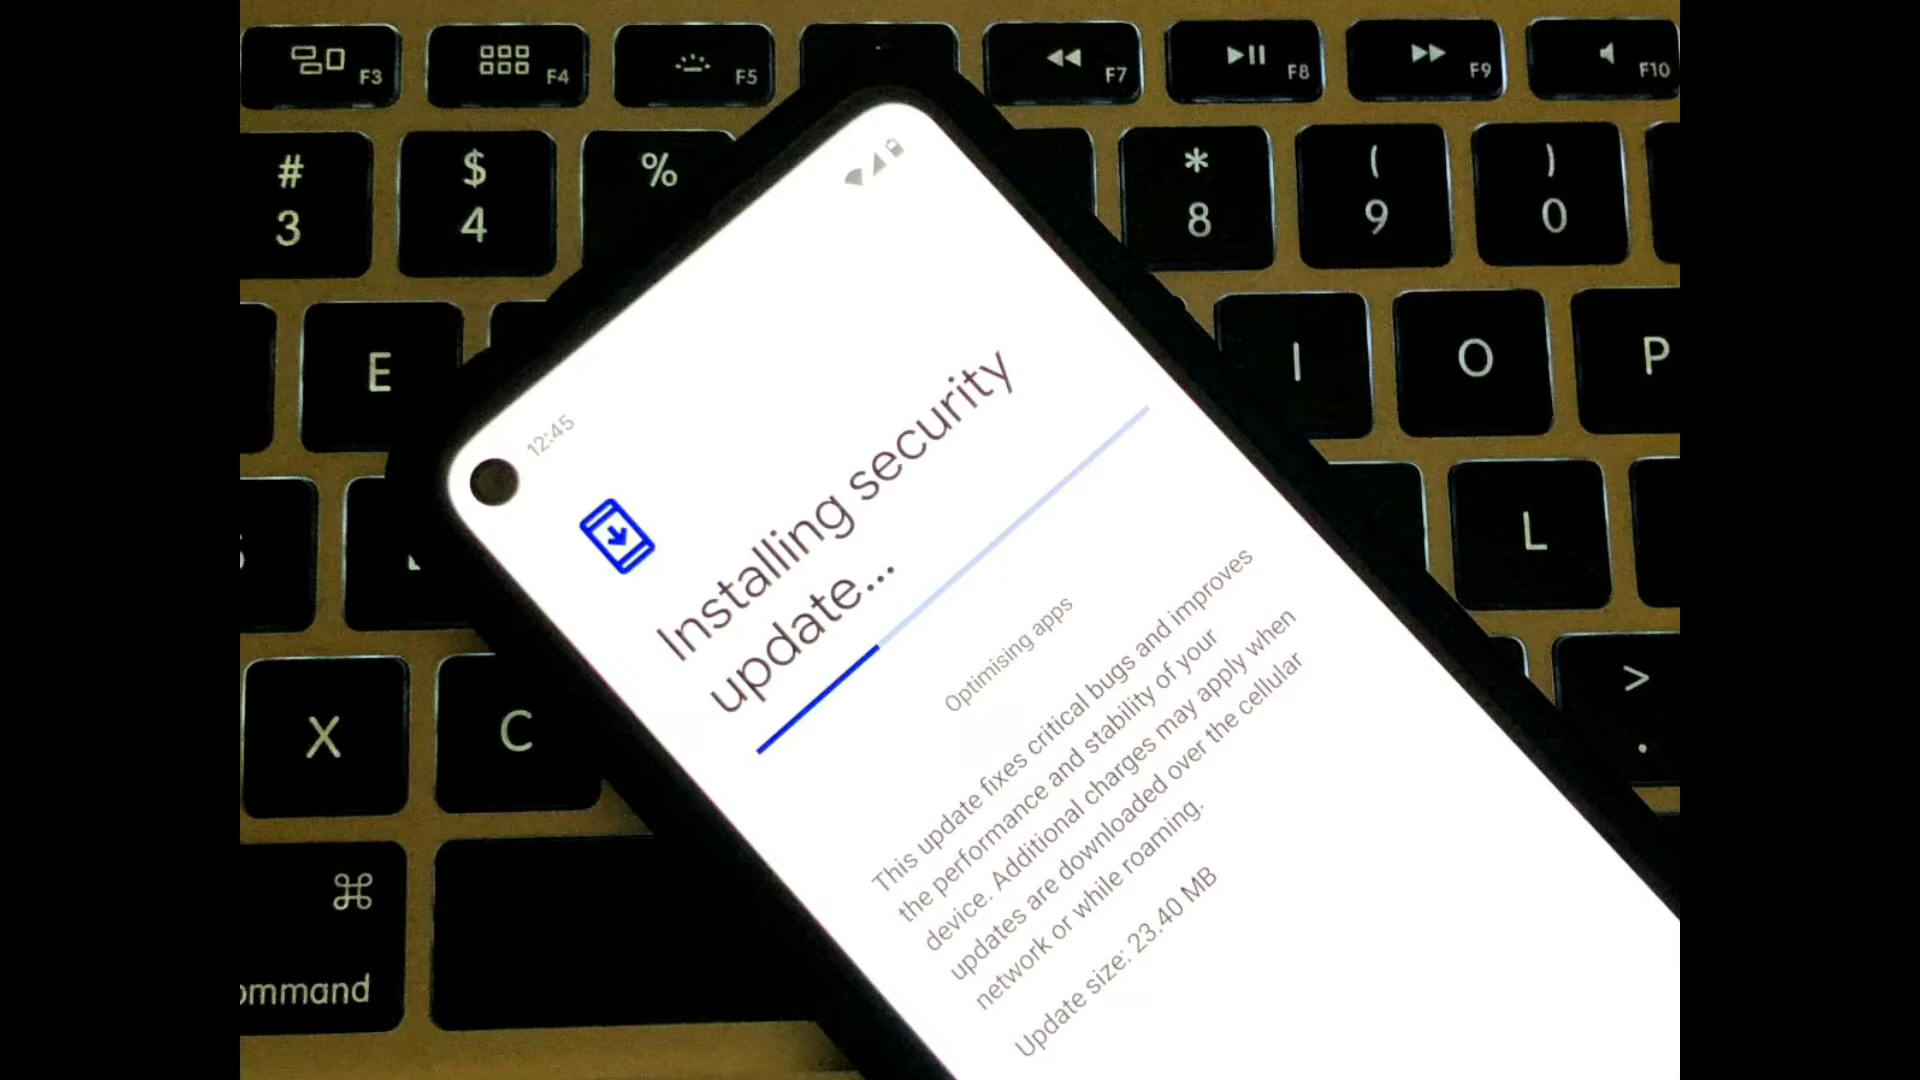 F3 F4 F5 F7 F8 F9 F10
# $ % * ( )
3 4 8 9 0
E I O P
L
X C >
.
⌘
ommand
12:45
Installing security
update...
Optimising apps
This update fixes critical bugs and improves
the performance and stability of your
device. Additional charges may apply when
updates are downloaded over the cellular
network or while roaming.
Update size: 23.40 MB